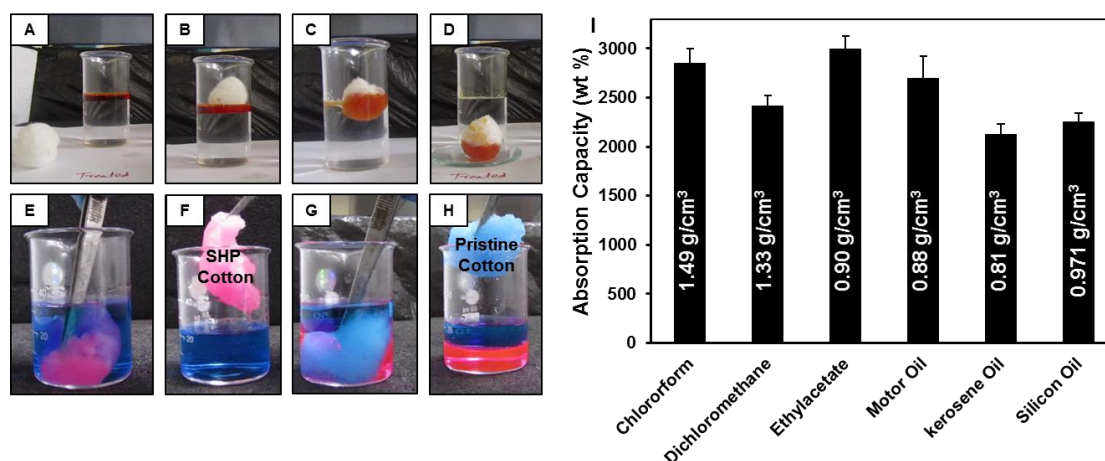 A
B
C
D
Treated
Treated
Treated
E
F
SHP
Cotton
G
H
Pristine
Cotton
40
20
20
I
Absorption Capacity (wt %)
3000
2500
2000
1500
1000
500
0
1.49 g/cm³
1.33 g/cm³
0.90 g/cm³
0.88 g/cm³
0.81 g/cm³
0.971 g/cm³
Chlororform
Dichloromethane
Ethylacetate
Motor Oil
kerosene Oil
Silicon Oil